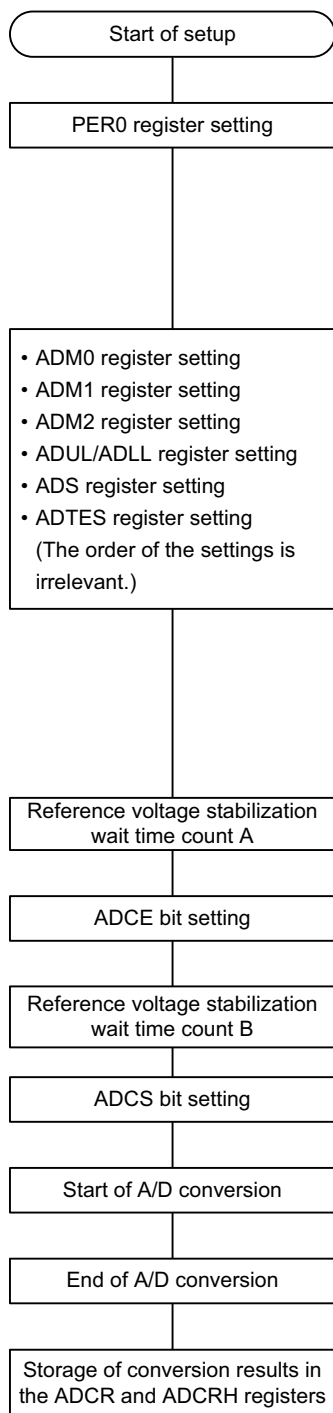 Start of setup
PER0 register setting
• ADM0 register setting
• ADM1 register setting
• ADM2 register setting
• ADUL/ADLL register setting
• ADS register setting
• ADTES register setting
(The order of the settings is
irrelevant.)
Reference voltage stabilization
wait time count A
ADCE bit setting
Reference voltage stabilization
wait time count B
ADCS bit setting
Start of A/D conversion
End of A/D conversion
Storage of conversion results in
the ADCR and ADCRH registers